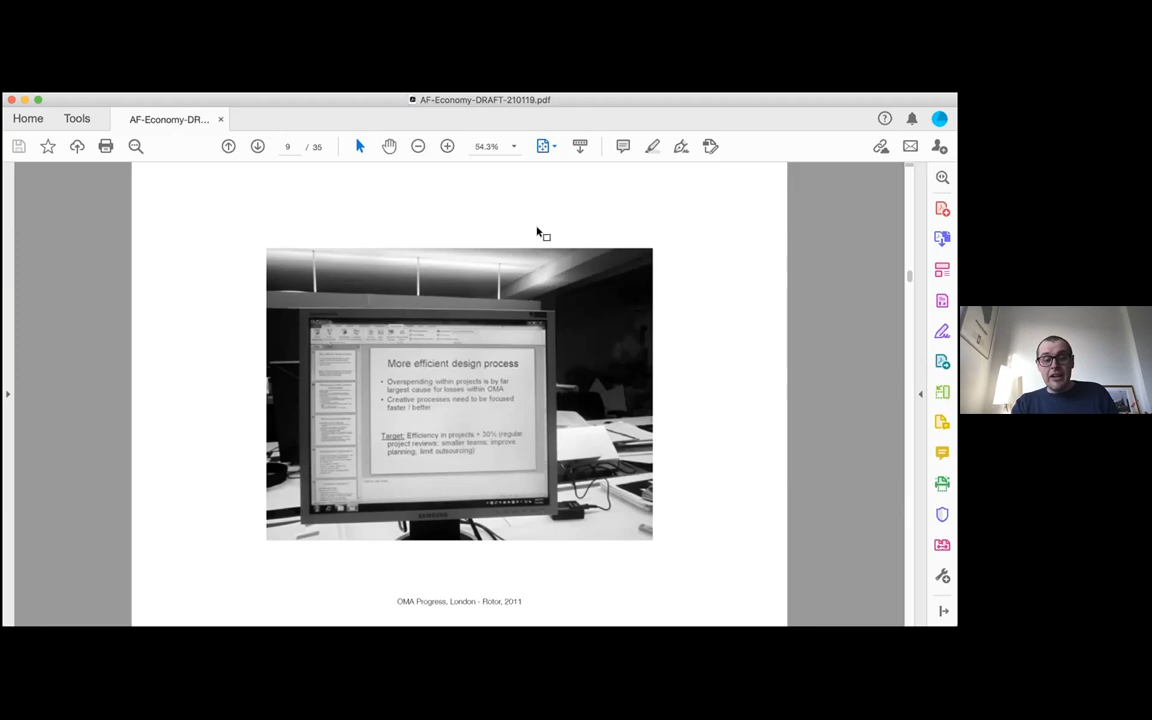 AF-Economy-DRAFT-210119.pdf
Home Tools AF-Economy-DR... ×
9 / 35 54.3%
More efficient design process
• Overspending within projects is by far
largest cause for losses within OMA
• Creative processes need to be focused
faster / better
Target: Efficiency in projects + 30% (regular
project reviews; smaller teams; improve
planning; limit outsourcing)
SAMSUNG
OMA Progress, London - Rotor, 2011